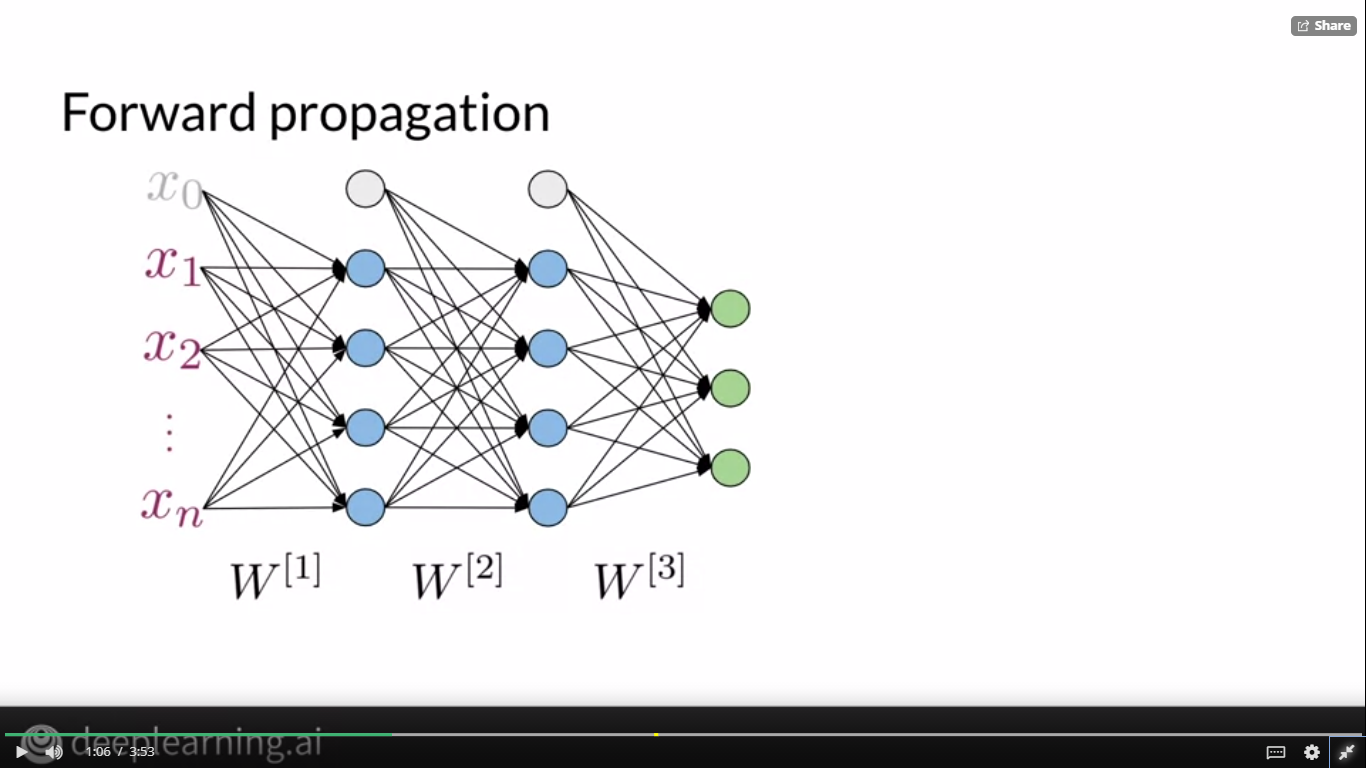 Share
Forward propagation
x₀
x₁
x₂
⋮
xₙ
W^[1] W^[2] W^[3]
deeplearning.ai
1:06 / 3:53